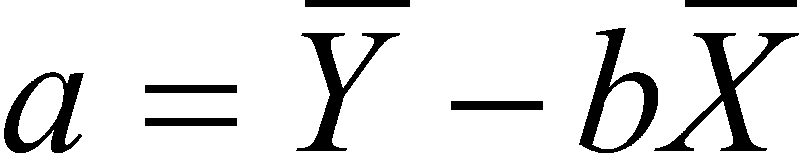 a = Y̅ − bX̅